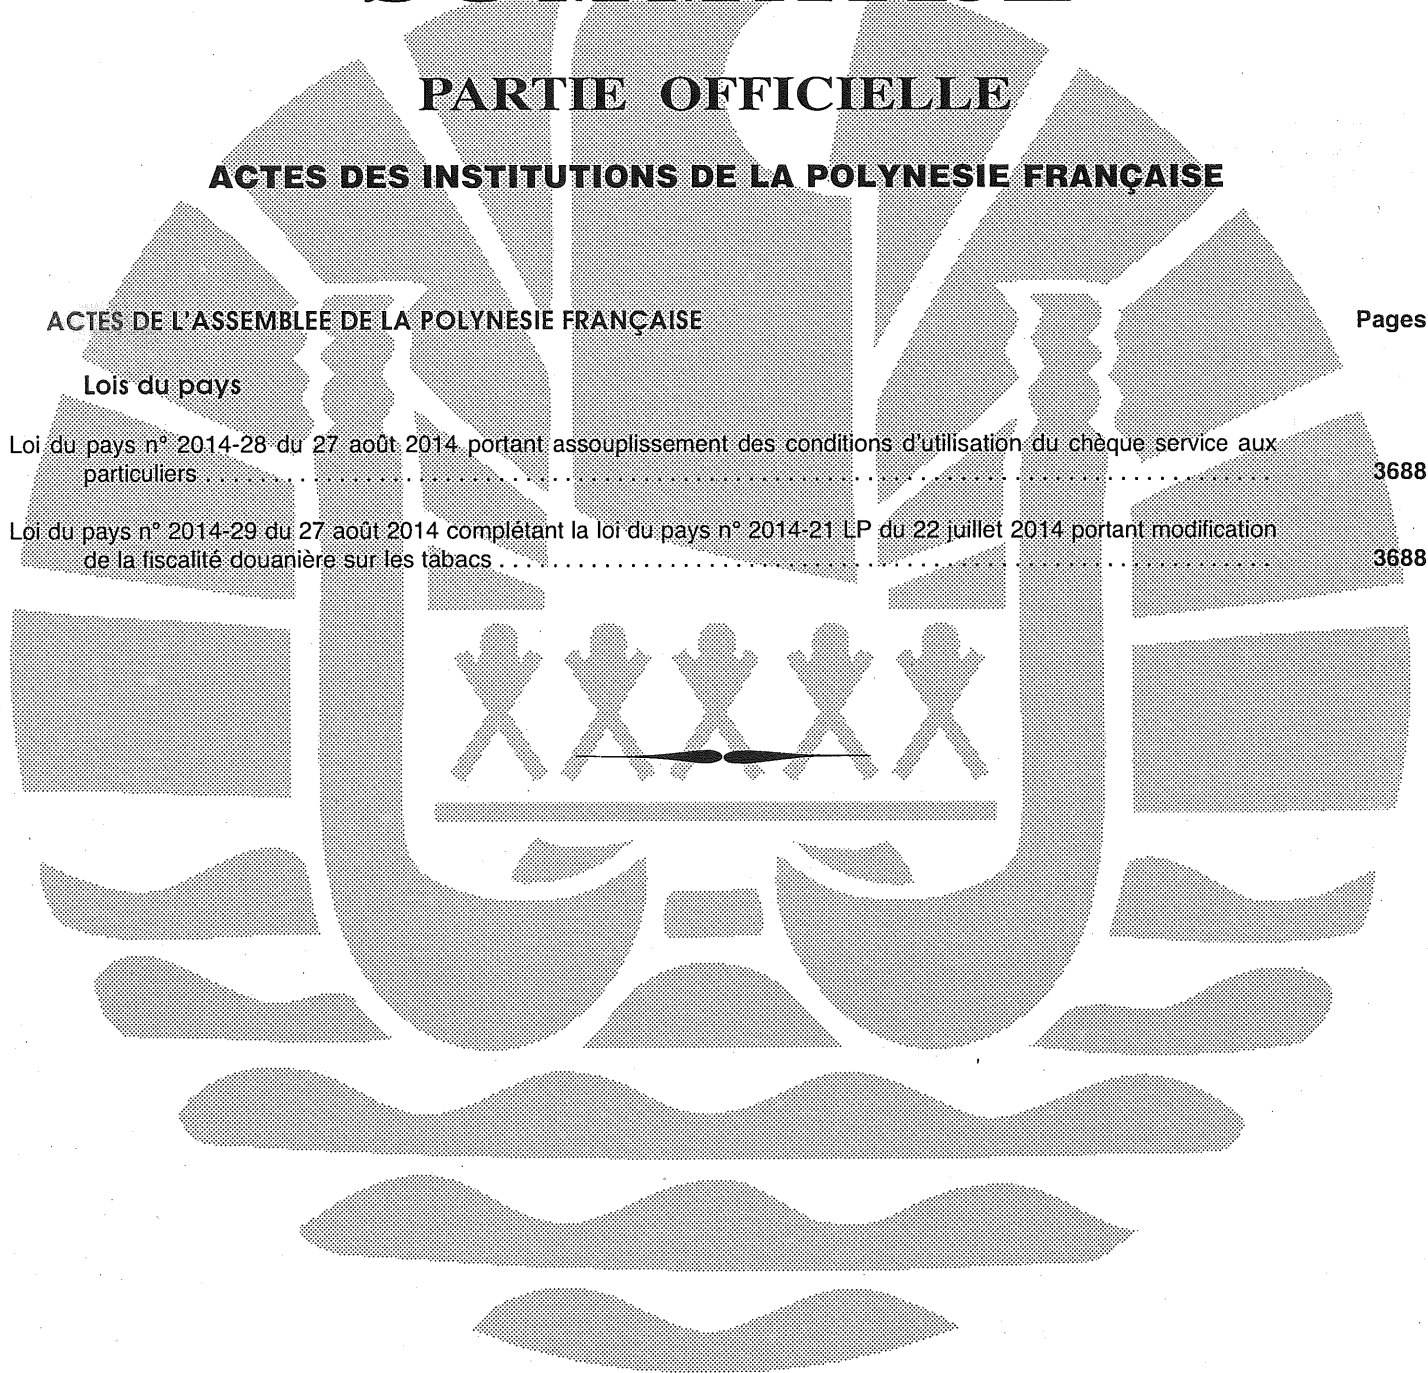 PARTIE OFFICIELLE
ACTES DES INSTITUTIONS DE LA POLYNESIE FRANÇAISE
ACTES DE L'ASSEMBLEE DE LA POLYNESIE FRANÇAISE Pages
Lois du pays
Loi du pays n° 2014-28 du 27 août 2014 portant assouplissement des conditions d'utilisation du chèque service aux
particuliers . . . . . . . . . . . . . . . . . . . . . . . . . . . . . . . . . . . . . . . . 3688
Loi du pays n° 2014-29 du 27 août 2014 complétant la loi du pays n° 2014-21 LP du 22 juillet 2014 portant modification
de la fiscalité douanière sur les tabacs . . . . . . . . . . . . . . . . . . . . . . . . . . . . . . 3688